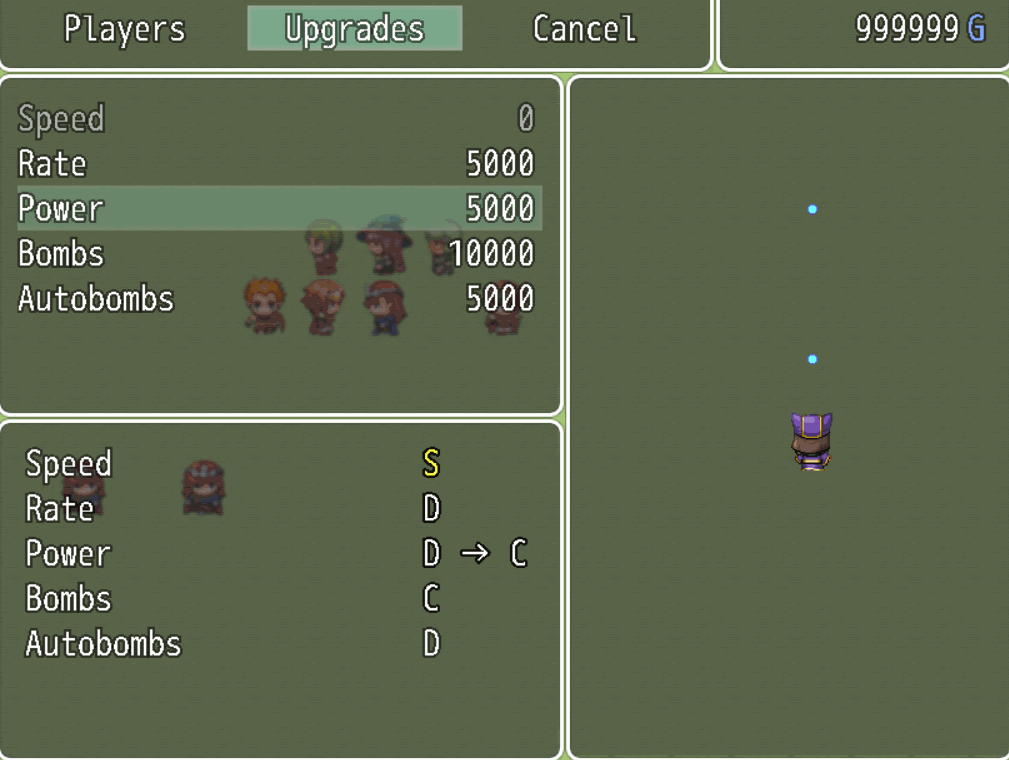 Players Upgrades Cancel 999999 G
Speed 0
Rate 5000
Power 5000
Bombs 10000
Autobombs 5000
Speed S
Rate D
Power D → C
Bombs C
Autobombs D